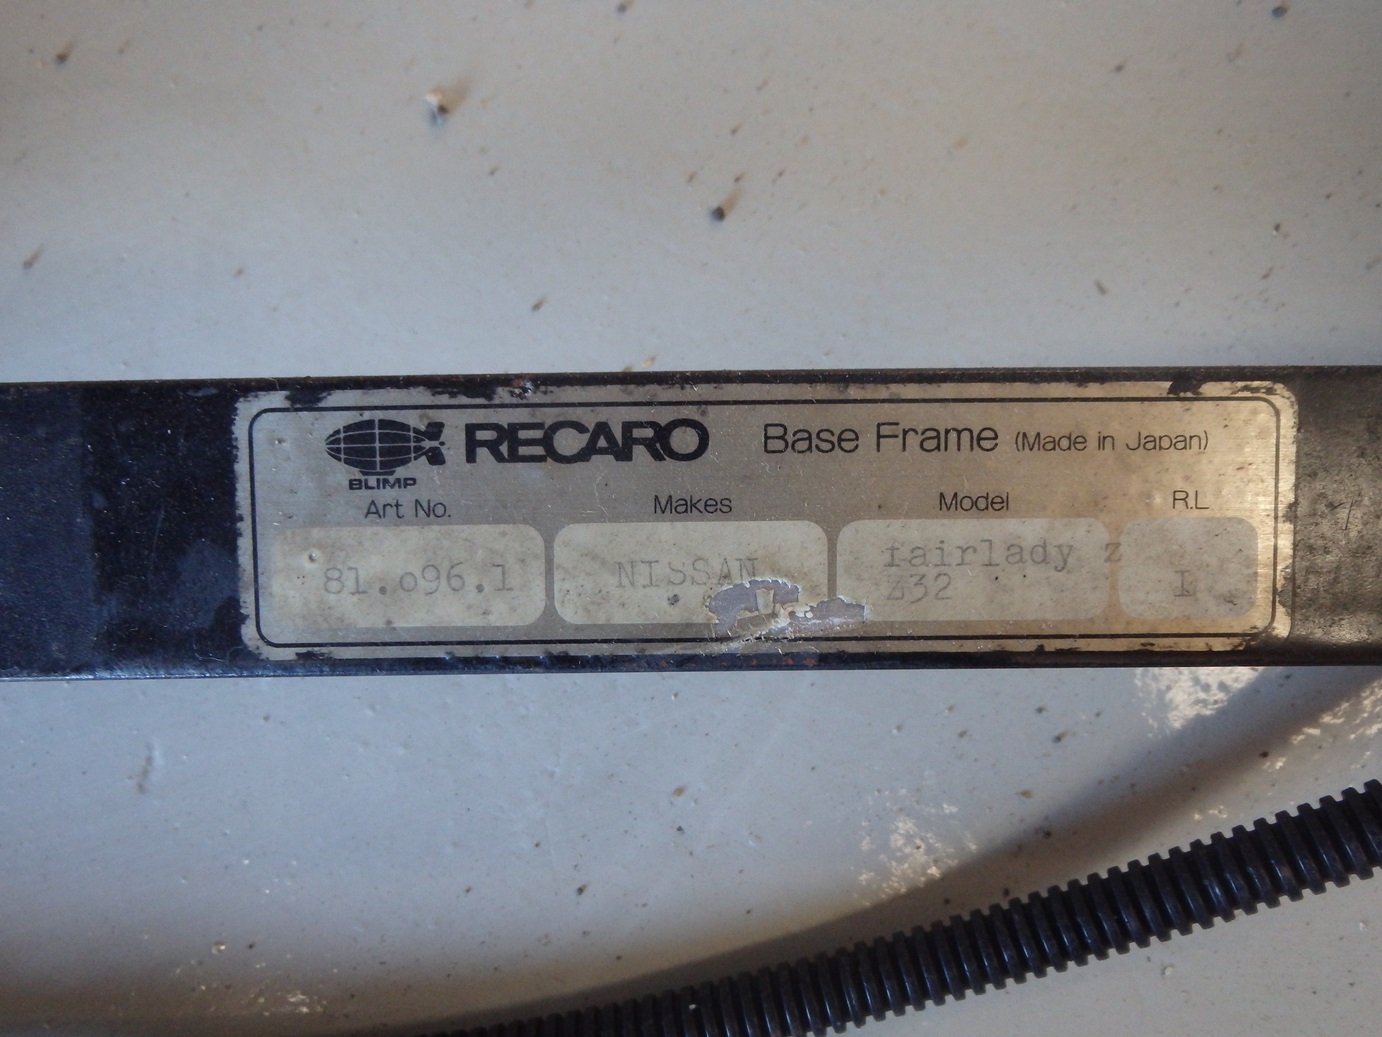 RECARO Base Frame (Made in Japan)
BLIMP
Art No. Makes Model R.L
81.o96.1 NISSAN fairlady z L
Z32